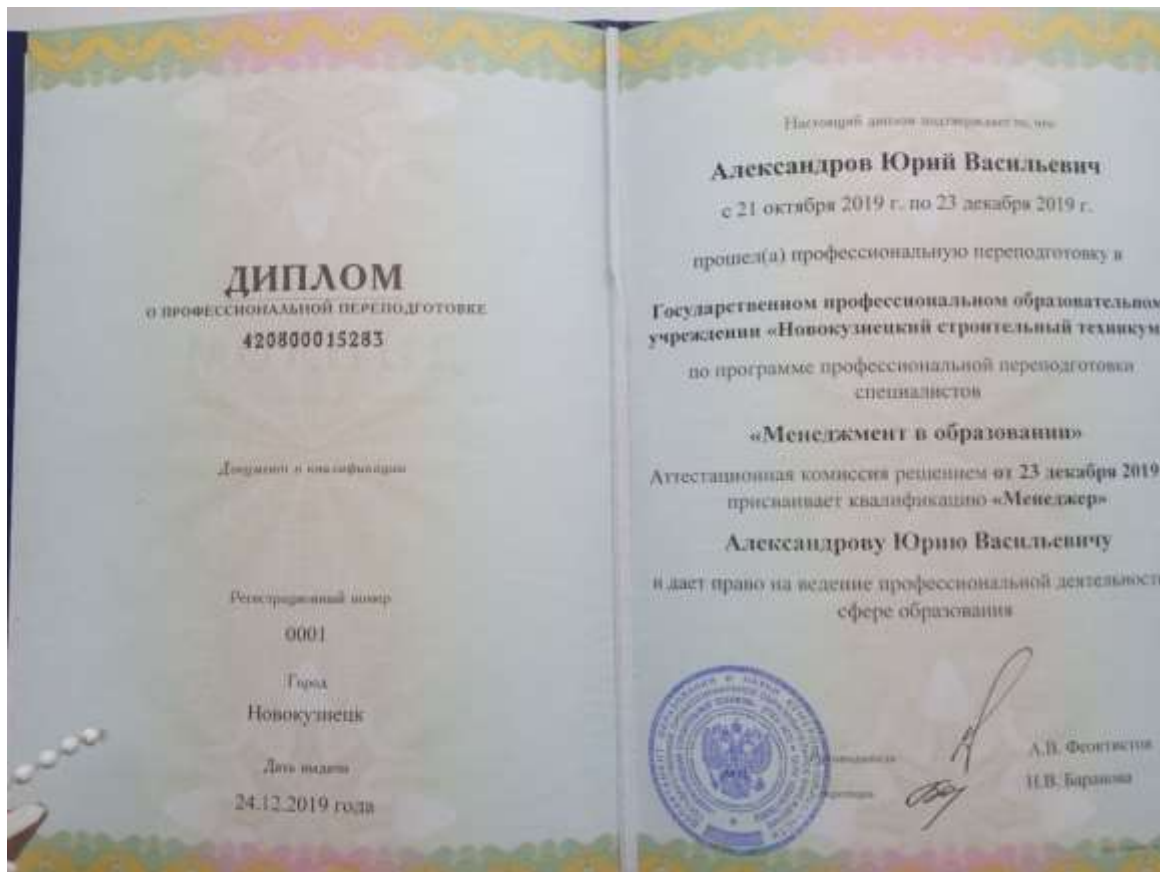 ДИПЛОМ
О ПРОФЕССИОНАЛЬНОЙ ПЕРЕПОДГОТОВКЕ
420800015283
Документ о квалификации
Регистрационный номер
0001
Город
Новокузнецк
Дата выдачи
24.12.2019 года
Настоящий диплом подтверждает то, что
Александров Юрий Васильевич
с 21 октября 2019 г. по 23 декабря 2019 г.
прошел(а) профессиональную переподготовку в
Государственном профессиональном образовательном
учреждении «Новокузнецкий строительный техникум
по программе профессиональной переподготовки
специалистов
«Менеджмент в образовании»
Аттестационная комиссия решением от 23 декабря 2019
присваивает квалификацию «Менеджер»
Александрову Юрию Васильевичу
и дает право на ведение профессиональной деятельност
сфере образования
Руководитель А.В. Феоктистов
Секретарь Н.В. Баранова